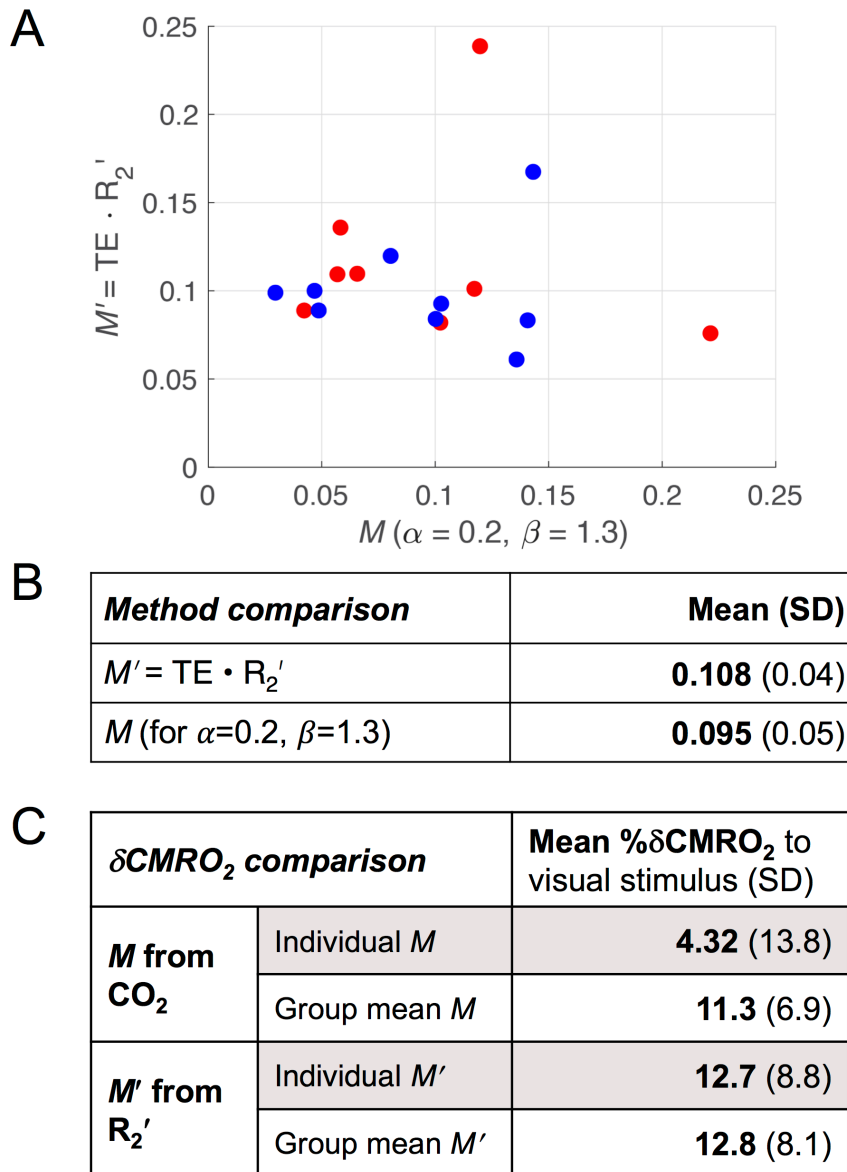 A
0.25
0.2
0.15
0.1
0.05
0
M' = TE · R₂'
0 0.05 0.1 0.15 0.2 0.25
M (α = 0.2, β = 1.3)
B
Method comparison Mean (SD)
M′ = TE • R₂′ 0.108 (0.04)
M (for α=0.2, β=1.3) 0.095 (0.05)
C
δCMRO₂ comparison
Mean %δCMRO₂ to
visual stimulus (SD)
M from
CO₂
Individual M 4.32 (13.8)
Group mean M 11.3 (6.9)
M′ from
R₂′
Individual M′ 12.7 (8.8)
Group mean M′ 12.8 (8.1)